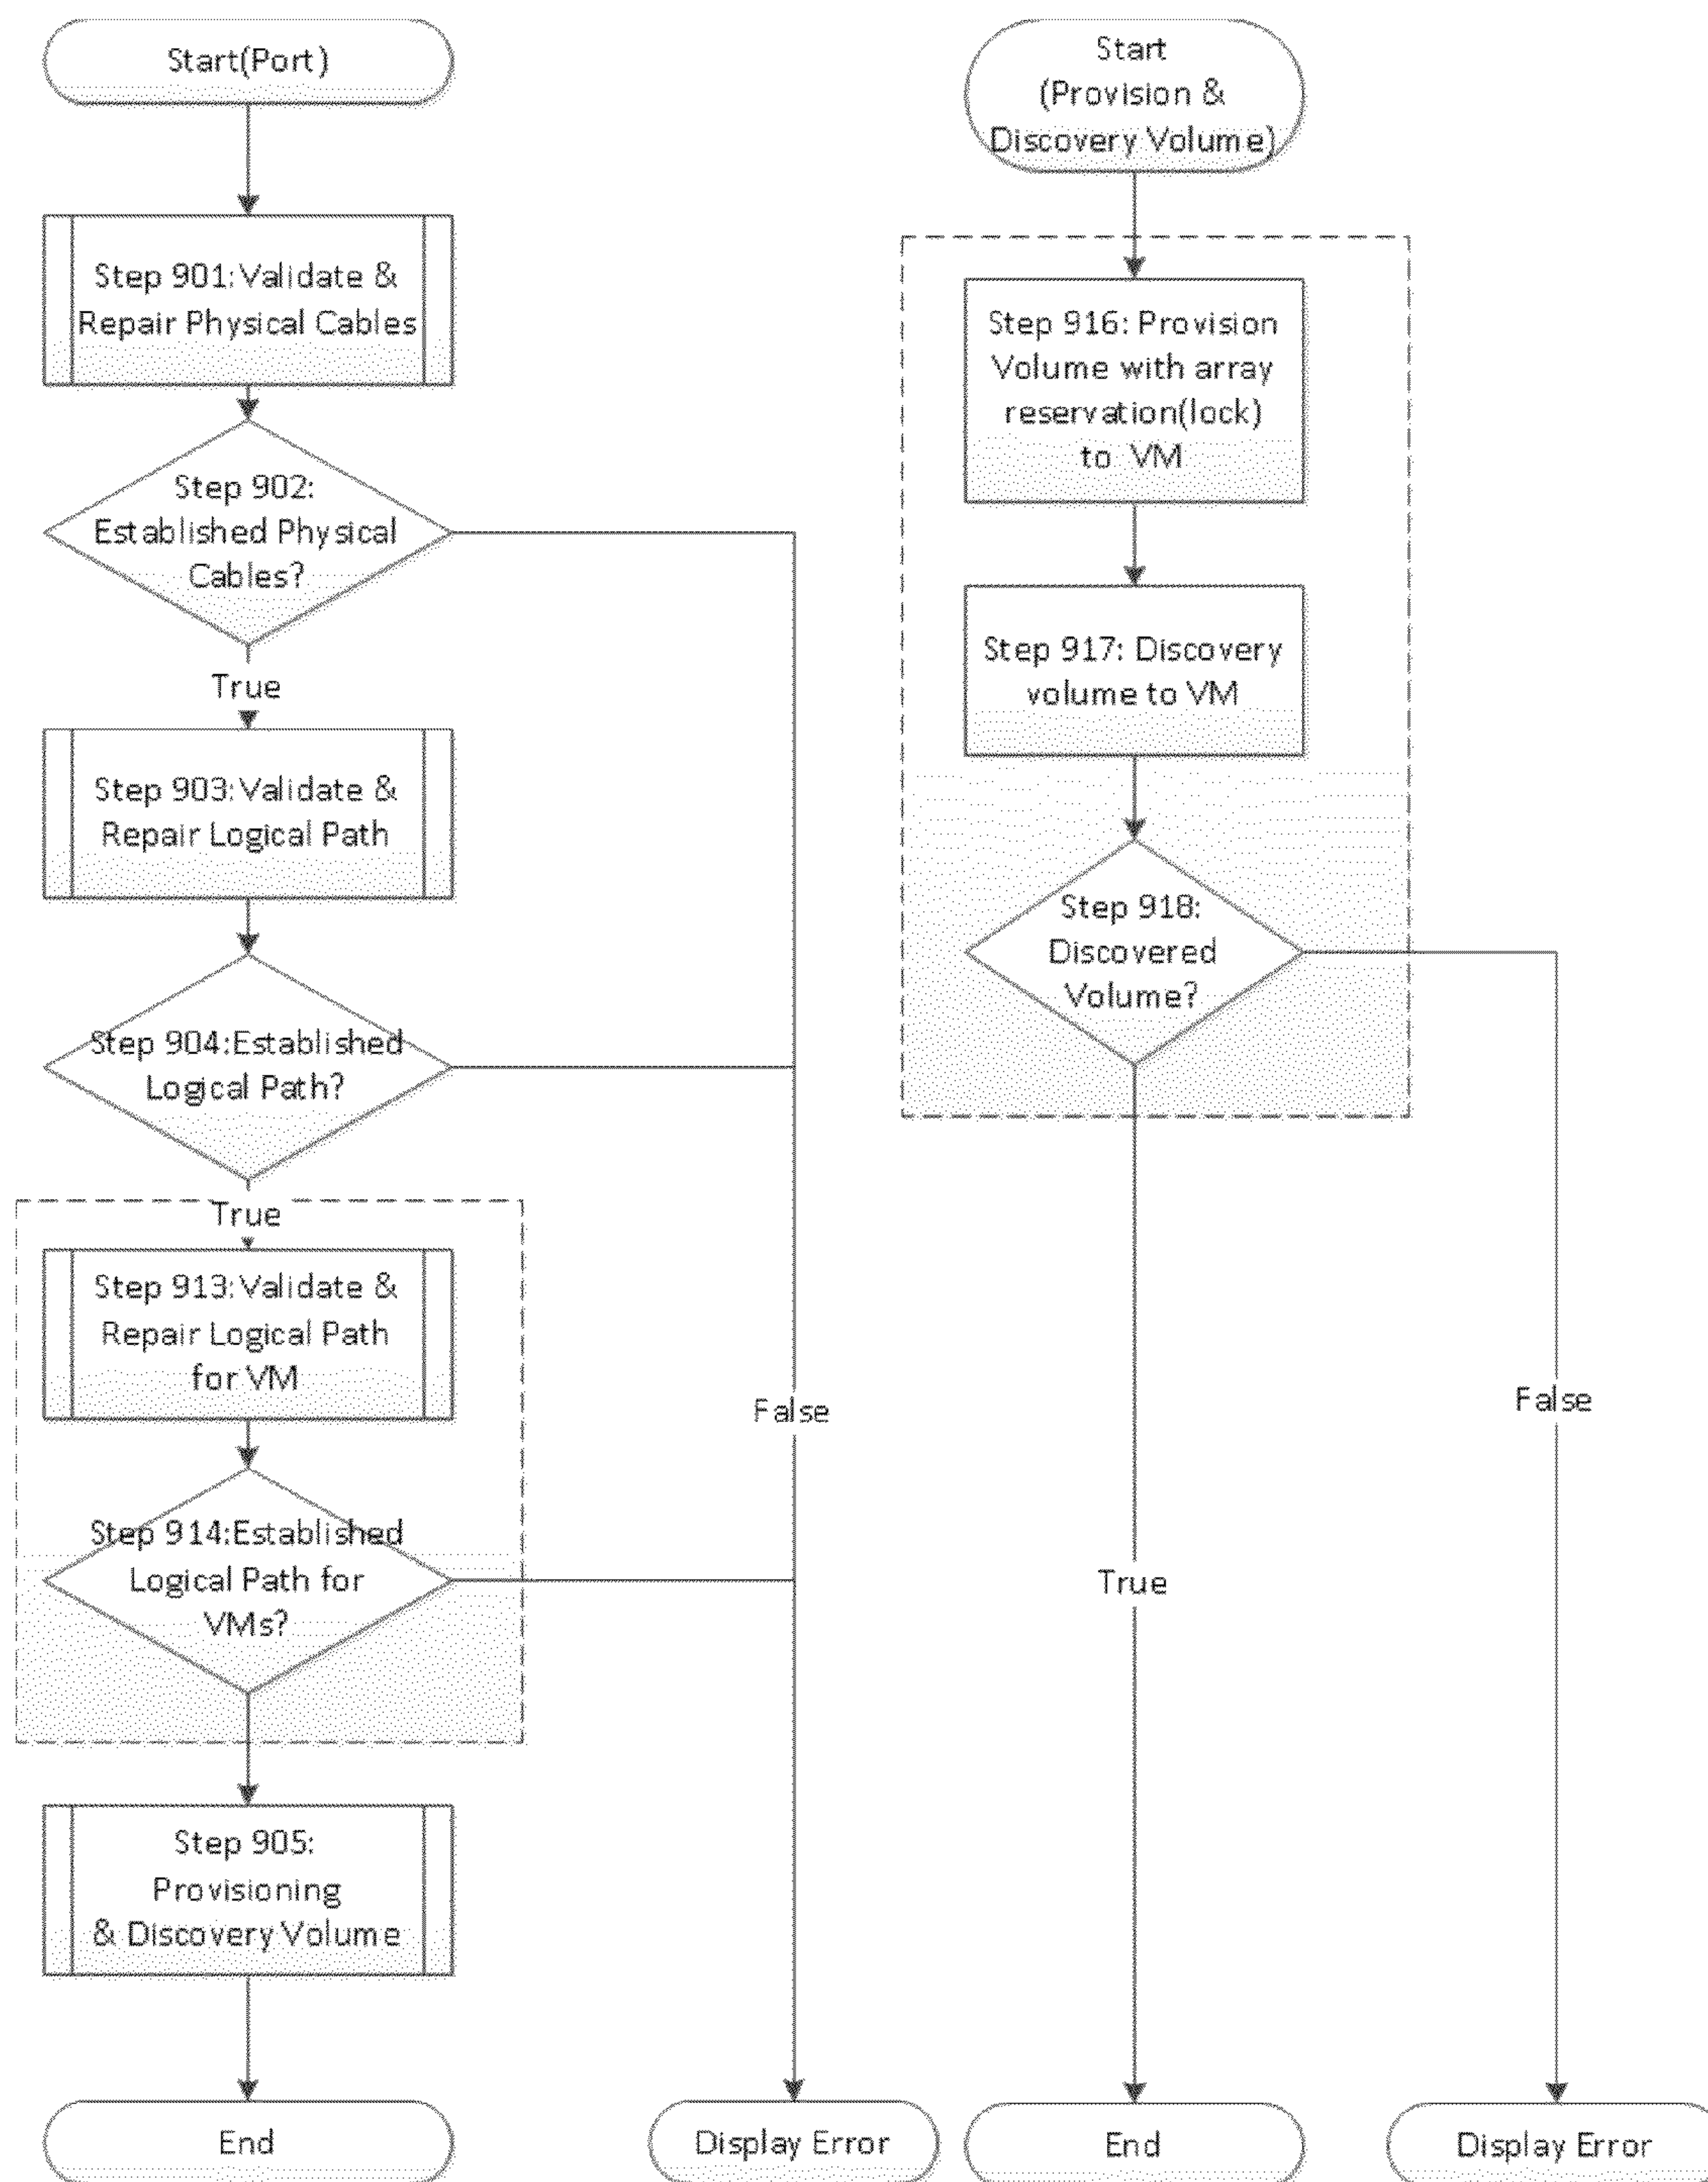 Start(Port)
Step 901:Validate &
Repair Physical Cables
Step 902:
Established Physical
Cables?
True
Step 903:Validate &
Repair Logical Path
Step 904:Established
Logical Path?
True
Step 913:Validate &
Repair Logical Path
for VM
Step 914:Established
Logical Path for
VMs?
Step 905:
Provisioning
& Discovery Volume
End
False
Display Error
Start
(Provision &
Discovery Volume)
Step 916: Provision
Volume with array
reservation(lock)
to VM
Step 917: Discovery
volume to VM
Step 918:
Discovered
Volume?
True
End
False
Display Error